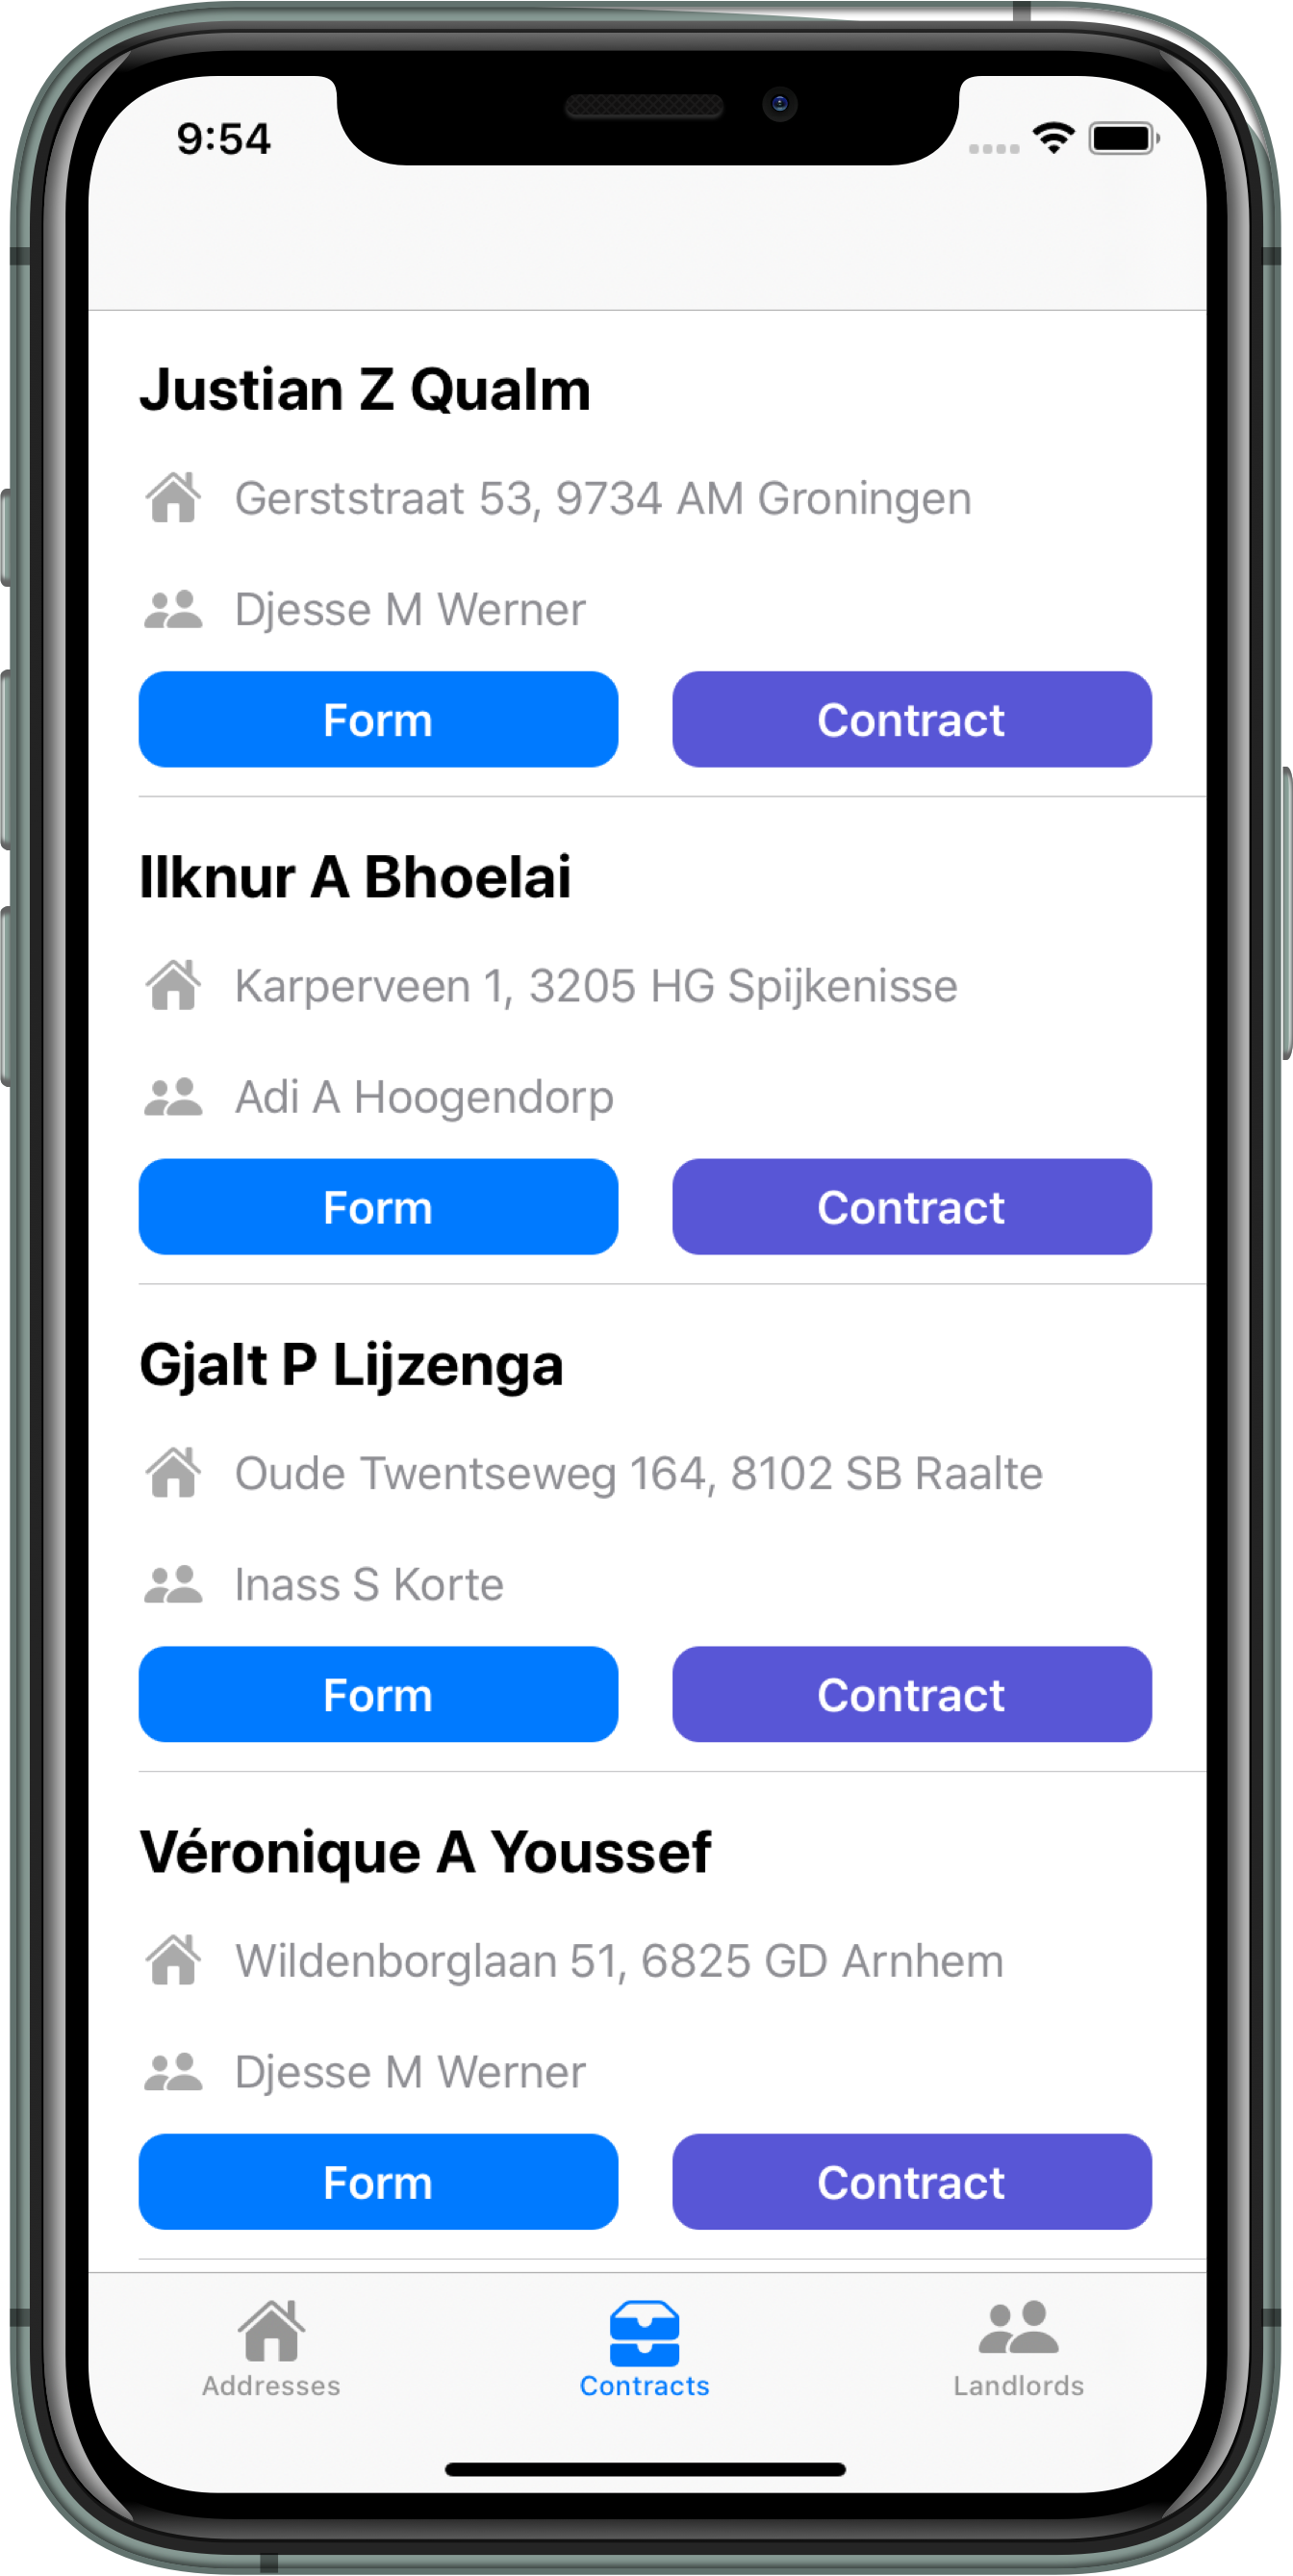 9:54
Justian Z Qualm
Gerststraat 53, 9734 AM Groningen
Djesse M Werner
Form Contract
Ilknur A Bhoelai
Karperveen 1, 3205 HG Spijkenisse
Adi A Hoogendorp
Form Contract
Gjalt P Lijzenga
Oude Twentseweg 164, 8102 SB Raalte
Inass S Korte
Form Contract
Véronique A Youssef
Wildenborglaan 51, 6825 GD Arnhem
Djesse M Werner
Form Contract
Addresses Contracts Landlords